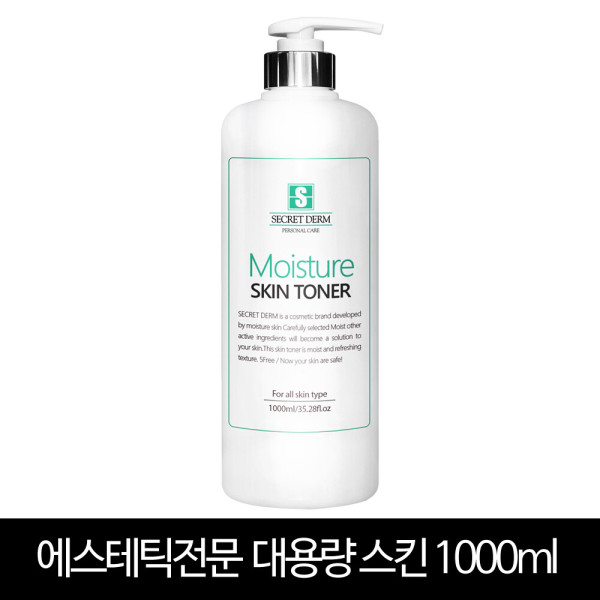 S
SECRET DERM
PERSONAL CARE
Moisture
SKIN TONER
SECRET DERM is a cosmetic brand developed
by moisture skin Carefully selected Moist other
active ingredients will become a solution to
your skin.This skin toner is moist and refreshing
texture. 5Free / Now your skin are safe!
For all skin type
1000ml/35.28fl.oz
에스테틱전문 대용량 스킨 1000ml